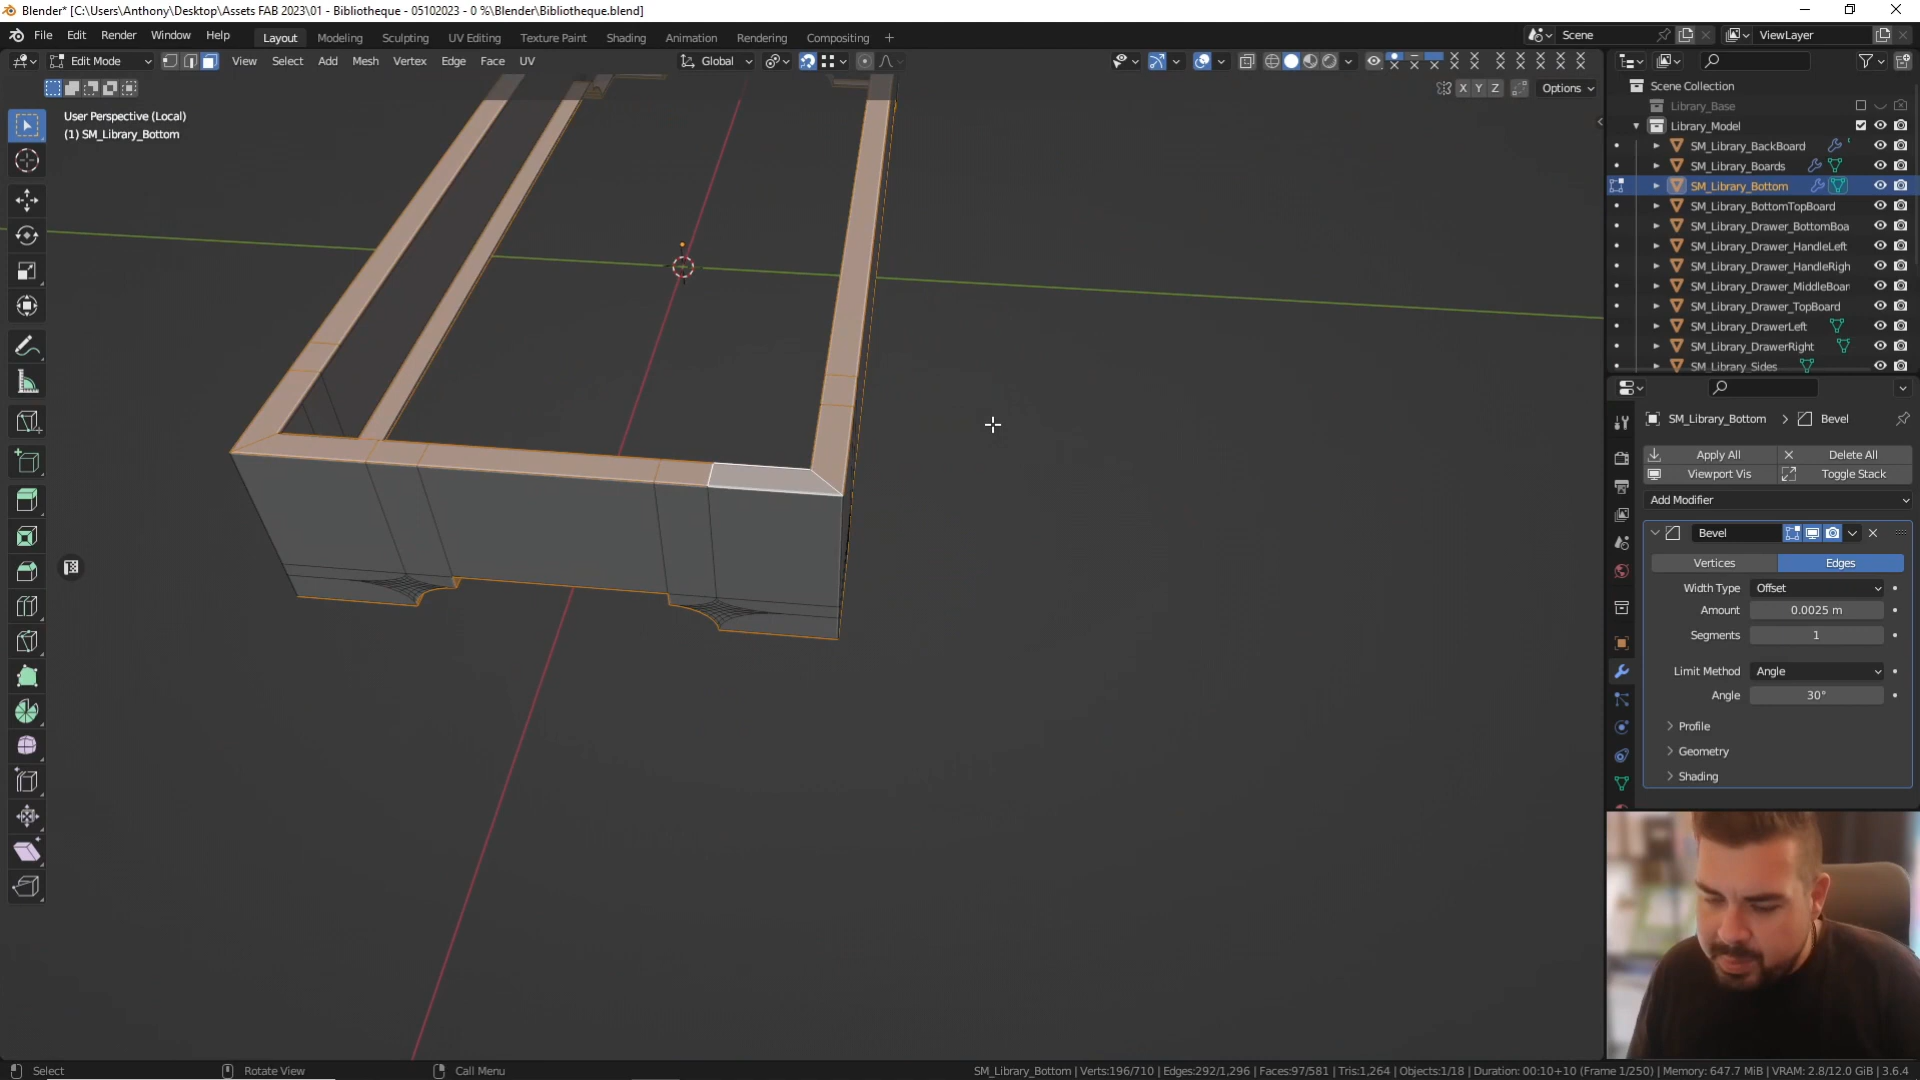 Blender* [C:\Users\Anthony\Desktop\Assets FAB 2023\01 - Bibliotheque - 05102023 - 0 %\Blender\Bibliotheque.blend]
File Edit Render Window Help Layout Modeling Sculpting UV Editing Texture Paint Shading Animation Rendering Compositing + Scene ViewLayer
Edit Mode View Select Add Mesh Vertex Edge Face UV Global
X Y Z Options
User Perspective (Local)
(1) SM_Library_Bottom
Scene Collection
Library_Base
Library_Model
SM_Library_BackBoard
SM_Library_Boards
SM_Library_Bottom
SM_Library_BottomTopBoard
SM_Library_Drawer_BottomBoa
SM_Library_Drawer_HandleLeft
SM_Library_Drawer_HandleRigh
SM_Library_Drawer_MiddleBoar
SM_Library_Drawer_TopBoard
SM_Library_DrawerLeft
SM_Library_DrawerRight
SM_Library_Sides
SM_Library_Bottom > Bevel
Apply All Delete All
Viewport Vis Toggle Stack
Add Modifier
Bevel
Vertices Edges
Width Type Offset
Amount 0.0025 m
Segments 1
Limit Method Angle
Angle 30°
Profile
Geometry
Shading
Select Rotate View Call Menu SM_Library_Bottom | Verts:196/710 | Edges:292/1,296 | Faces:97/581 | Tris:1,264 | Objects:1/18 | Duration: 00:10+10 (Frame 1/250) | Memory: 647.7 MiB | VRAM: 2.8/12.0 GiB | 3.6.4